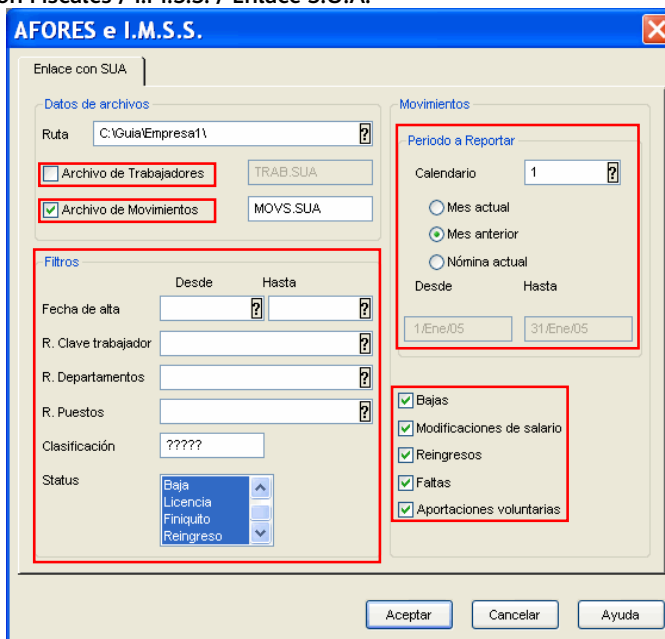 Fiscales / I.M.S.S. / Enlace S.U.A.
AFORES e I.M.S.S.
Enlace con SUA
Datos de archivos
Ruta C:\Guia\Empresa1\ ?
Archivo de Trabajadores TRAB.SUA
Archivo de Movimientos MOVS.SUA
Filtros
Desde Hasta
Fecha de alta ? ?
R. Clave trabajador ?
R. Departamentos ?
R. Puestos ?
Clasificación ?????
Status
Baja
Licencia
Finiquito
Reingreso
Movimientos
Periodo a Reportar
Calendario 1 ?
Mes actual
Mes anterior
Nómina actual
Desde Hasta
1/Ene/05 31/Ene/05
Bajas
Modificaciones de salario
Reingresos
Faltas
Aportaciones voluntarias
Aceptar Cancelar Ayuda